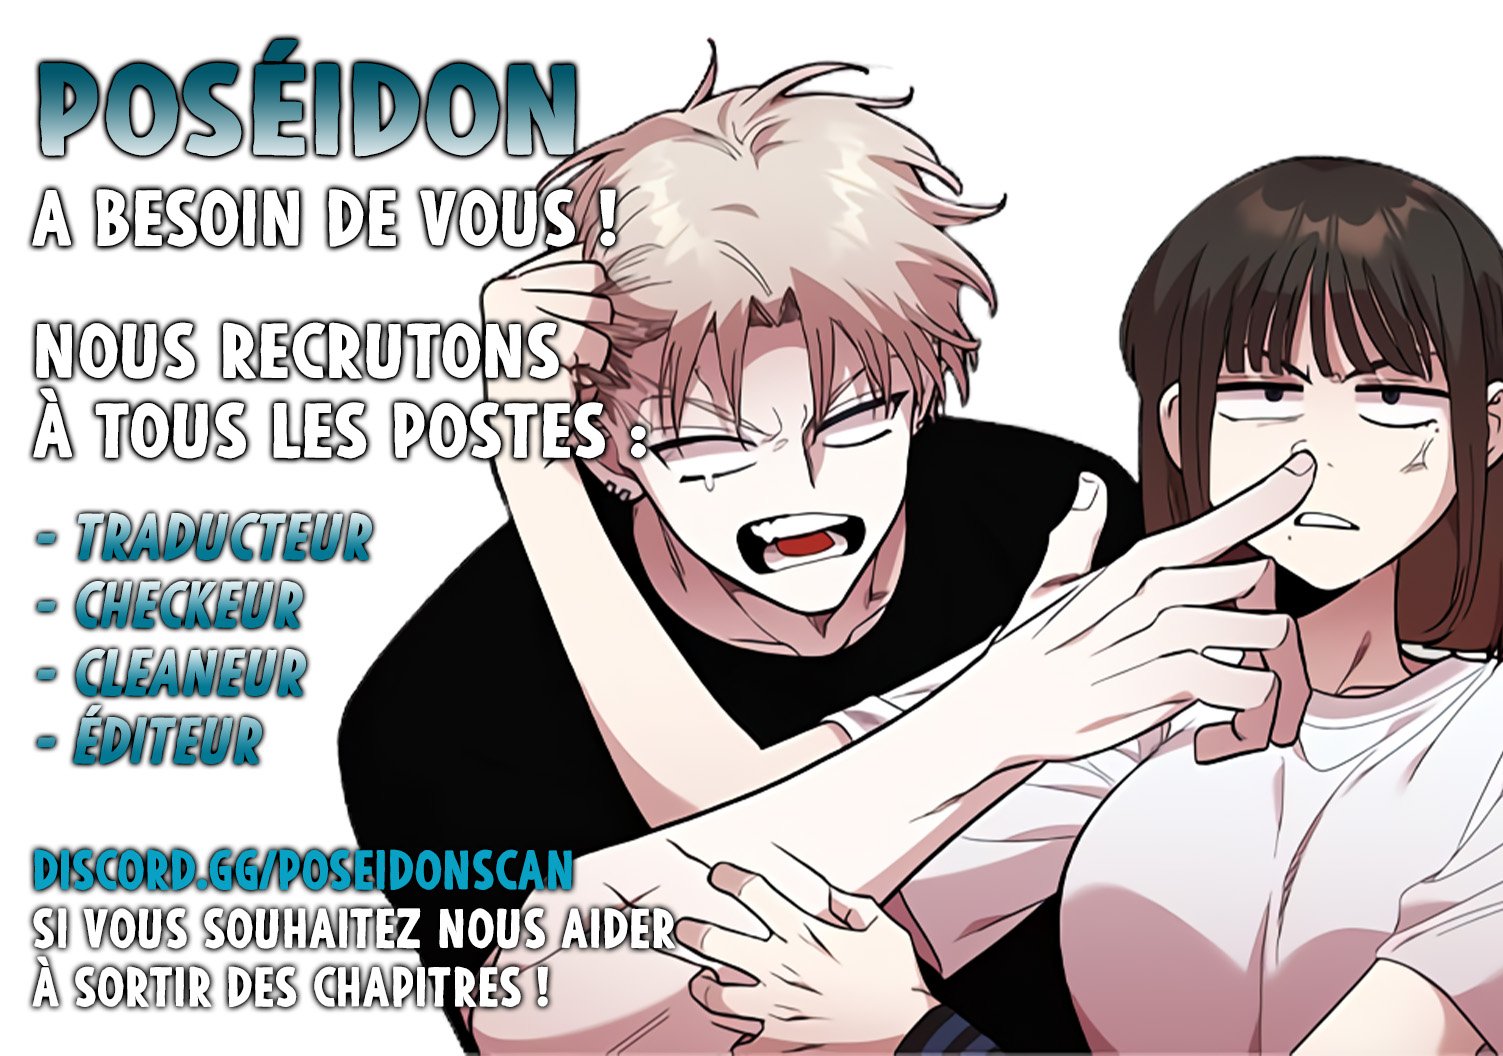 POSÉIDON
A BESOIN DE VOUS !
NOUS RECRUTONS
À TOUS LES POSTES :
- TRADUCTEUR
- CHECKEUR
- CLEANEUR
- ÉDITEUR
DISCORD.GG/POSEIDONSCAN
SI VOUS SOUHAITEZ NOUS AIDER
À SORTIR DES CHAPITRES !